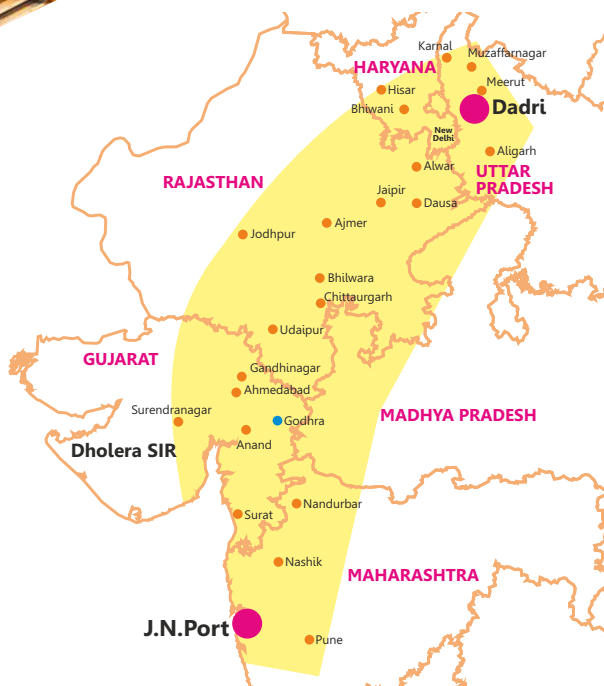 Karnal
Muzaffarnagar
HARYANA
Meerut
Hisar
Bhiwani
Dadri
New
Delhi
Aligarh
Alwar
UTTAR
PRADESH
RAJASTHAN
Jaipir
Dausa
Ajmer
Jodhpur
Bhilwara
Chittaurgarh
Udaipur
GUJARAT
Gandhinagar
Ahmedabad
Surendranagar
Godhra
MADHYA PRADESH
Anand
Dholera SIR
Nandurbar
Surat
Nashik
MAHARASHTRA
J.N.Port
Pune